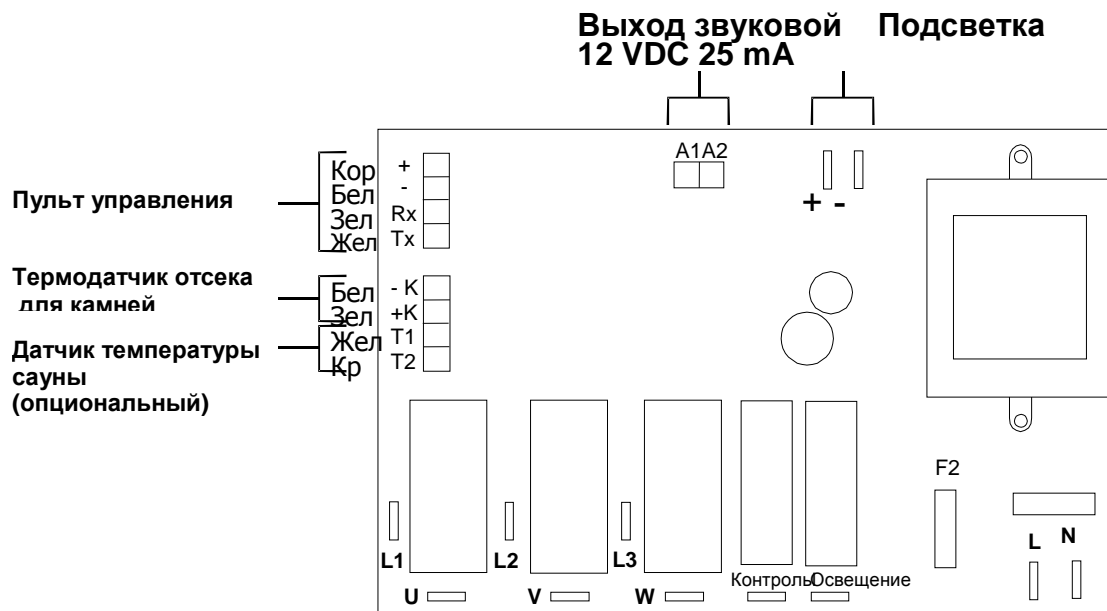 Выход звуковой Подсветка
12 VDC 25 mA
A1A2
+ -
Пульт управления
Кор +
Бел -
Зел Rx
Жел Tx
Термодатчик отсека
для камней
Бел - K
Зел +K
Датчик температуры
сауны
(опциональный)
Жел T1
Кр T2
F2
L1 L2 L3
L N
U V W
Контроль Освещение